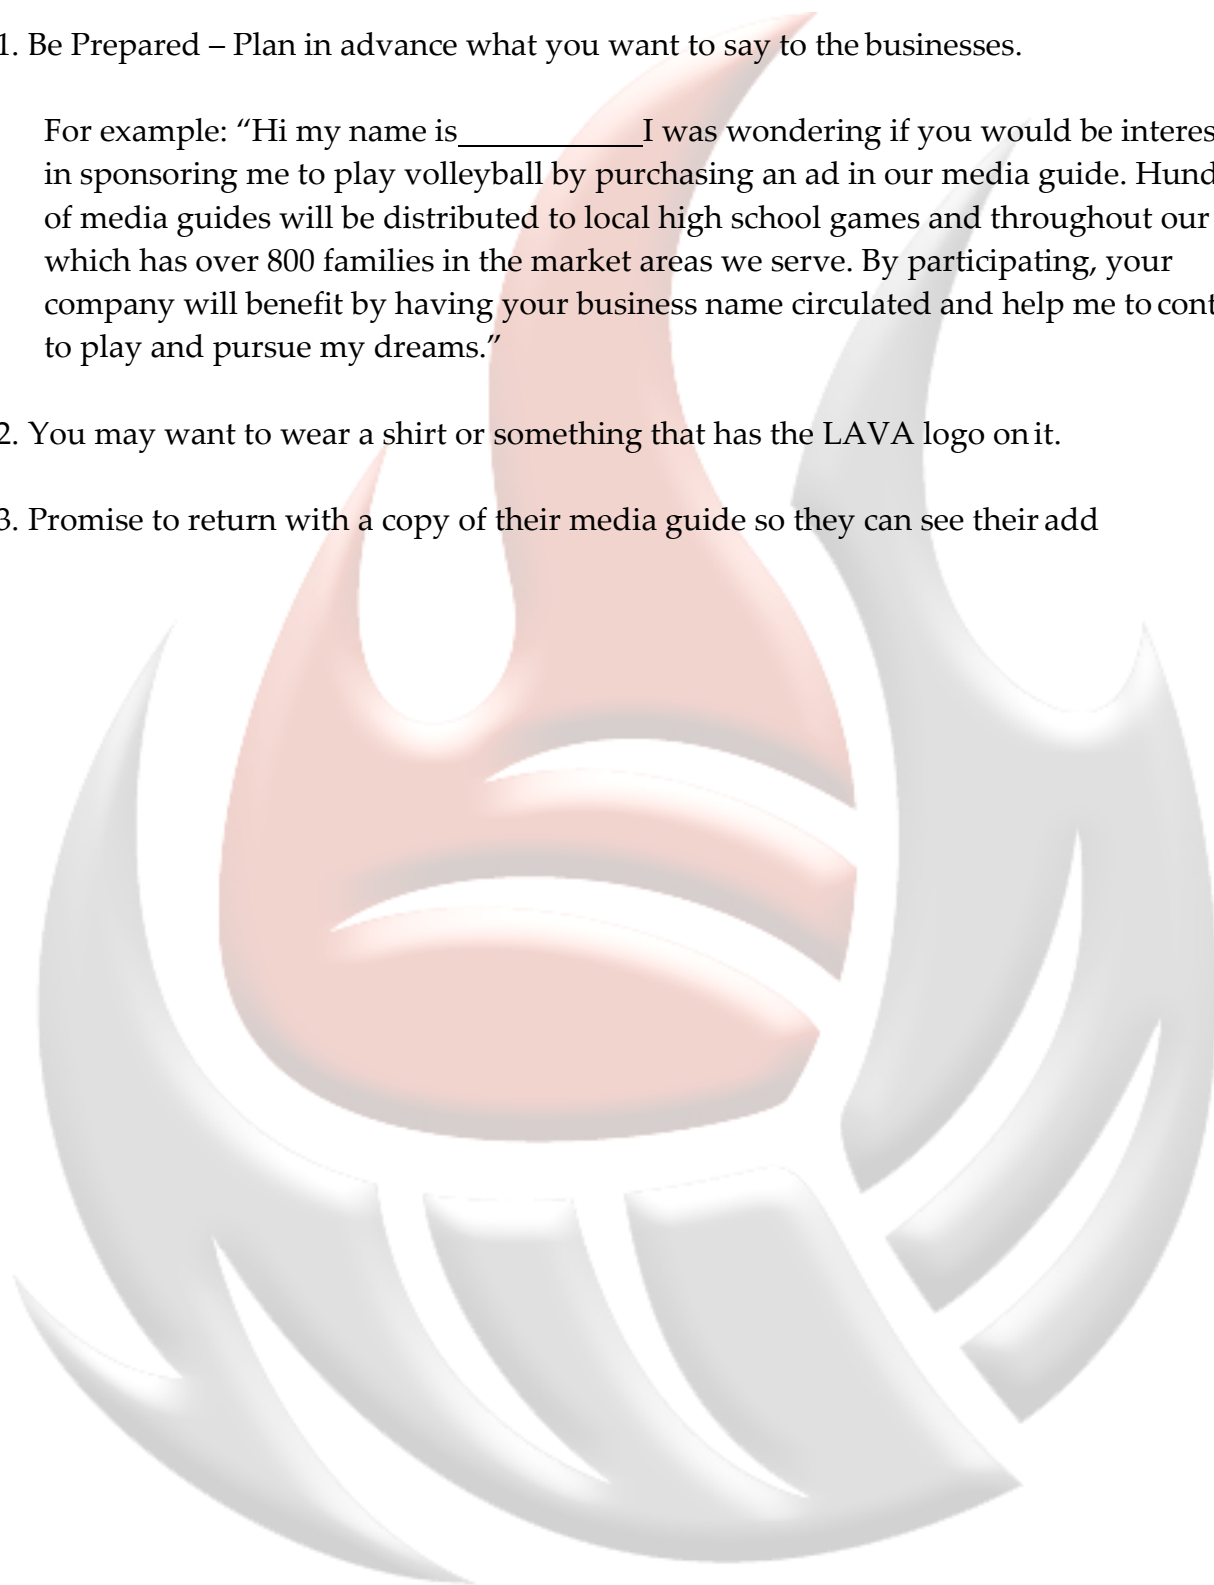 1. Be Prepared – Plan in advance what you want to say to the businesses.
For example: “Hi my name is__________I was wondering if you would be interes
in sponsoring me to play volleyball by purchasing an ad in our media guide. Hund
of media guides will be distributed to local high school games and throughout our
which has over 800 families in the market areas we serve. By participating, your
company will benefit by having your business name circulated and help me to cont
to play and pursue my dreams.”
2. You may want to wear a shirt or something that has the LAVA logo on it.
3. Promise to return with a copy of their media guide so they can see their add